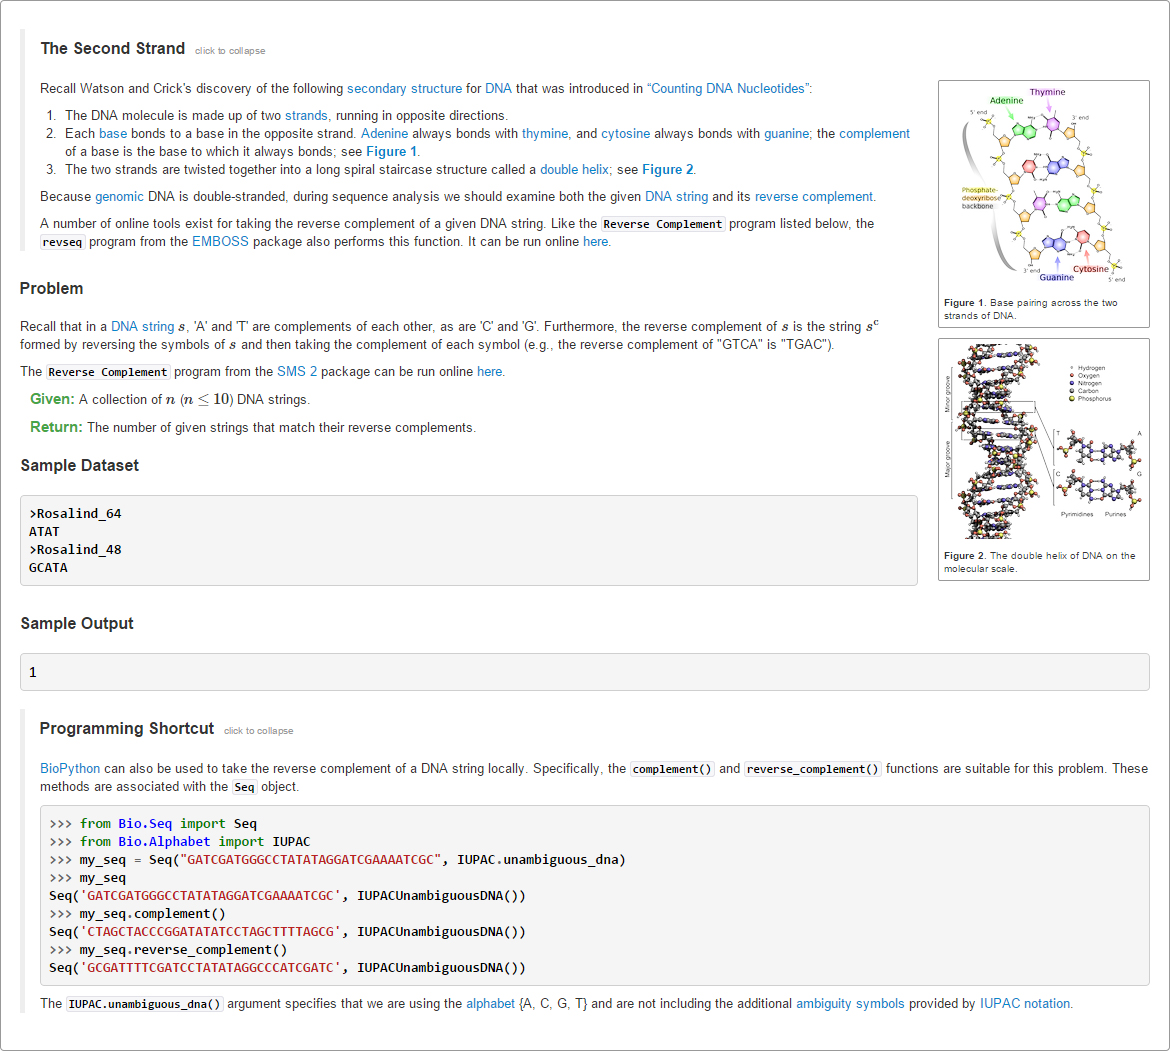 The Second Strand click to collapse
Recall Watson and Crick's discovery of the following secondary structure for DNA that was introduced in “Counting DNA Nucleotides”:
1. The DNA molecule is made up of two strands, running in opposite directions.
2. Each base bonds to a base in the opposite strand. Adenine always bonds with thymine, and cytosine always bonds with guanine; the complement
of a base is the base to which it always bonds; see Figure 1.
3. The two strands are twisted together into a long spiral staircase structure called a double helix; see Figure 2.
Because genomic DNA is double-stranded, during sequence analysis we should examine both the given DNA string and its reverse complement.
A number of online tools exist for taking the reverse complement of a given DNA string. Like the Reverse Complement program listed below, the
revseq program from the EMBOSS package also performs this function. It can be run online here.
Thymine
Adenine
5' end
3' end
Phosphate-
deoxyribose
backbone
3' end
Cytosine
Guanine
5' end
Figure 1. Base pairing across the two
strands of DNA.
Problem
Recall that in a DNA string s, 'A' and 'T' are complements of each other, as are 'C' and 'G'. Furthermore, the reverse complement of s is the string sᶜ
formed by reversing the symbols of s and then taking the complement of each symbol (e.g., the reverse complement of "GTCA" is "TGAC").
The Reverse Complement program from the SMS 2 package can be run online here.
Given: A collection of n (n ≤ 10) DNA strings.
Return: The number of given strings that match their reverse complements.
Hydrogen
Oxygen
Nitrogen
Carbon
Phosphorus
Minor groove
Major groove
T A
C G
Pyrimidines Purines
Figure 2. The double helix of DNA on the
molecular scale.
Sample Dataset
>Rosalind_64
ATAT
>Rosalind_48
GCATA
Sample Output
1
Programming Shortcut click to collapse
BioPython can also be used to take the reverse complement of a DNA string locally. Specifically, the complement() and reverse_complement() functions are suitable for this problem. These
methods are associated with the Seq object.
>>> from Bio.Seq import Seq
>>> from Bio.Alphabet import IUPAC
>>> my_seq = Seq("GATCGATGGGCCTATATAGGATCGAAAATCGC", IUPAC.unambiguous_dna)
>>> my_seq
Seq('GATCGATGGGCCTATATAGGATCGAAAATCGC', IUPACUnambiguousDNA())
>>> my_seq.complement()
Seq('CTAGCTACCCGGATATATCCTAGCTTTTAGCG', IUPACUnambiguousDNA())
>>> my_seq.reverse_complement()
Seq('GCGATTTTCGATCCTATATAGGCCCATCGATC', IUPACUnambiguousDNA())
The IUPAC.unambiguous_dna() argument specifies that we are using the alphabet {A, C, G, T} and are not including the additional ambiguity symbols provided by IUPAC notation.